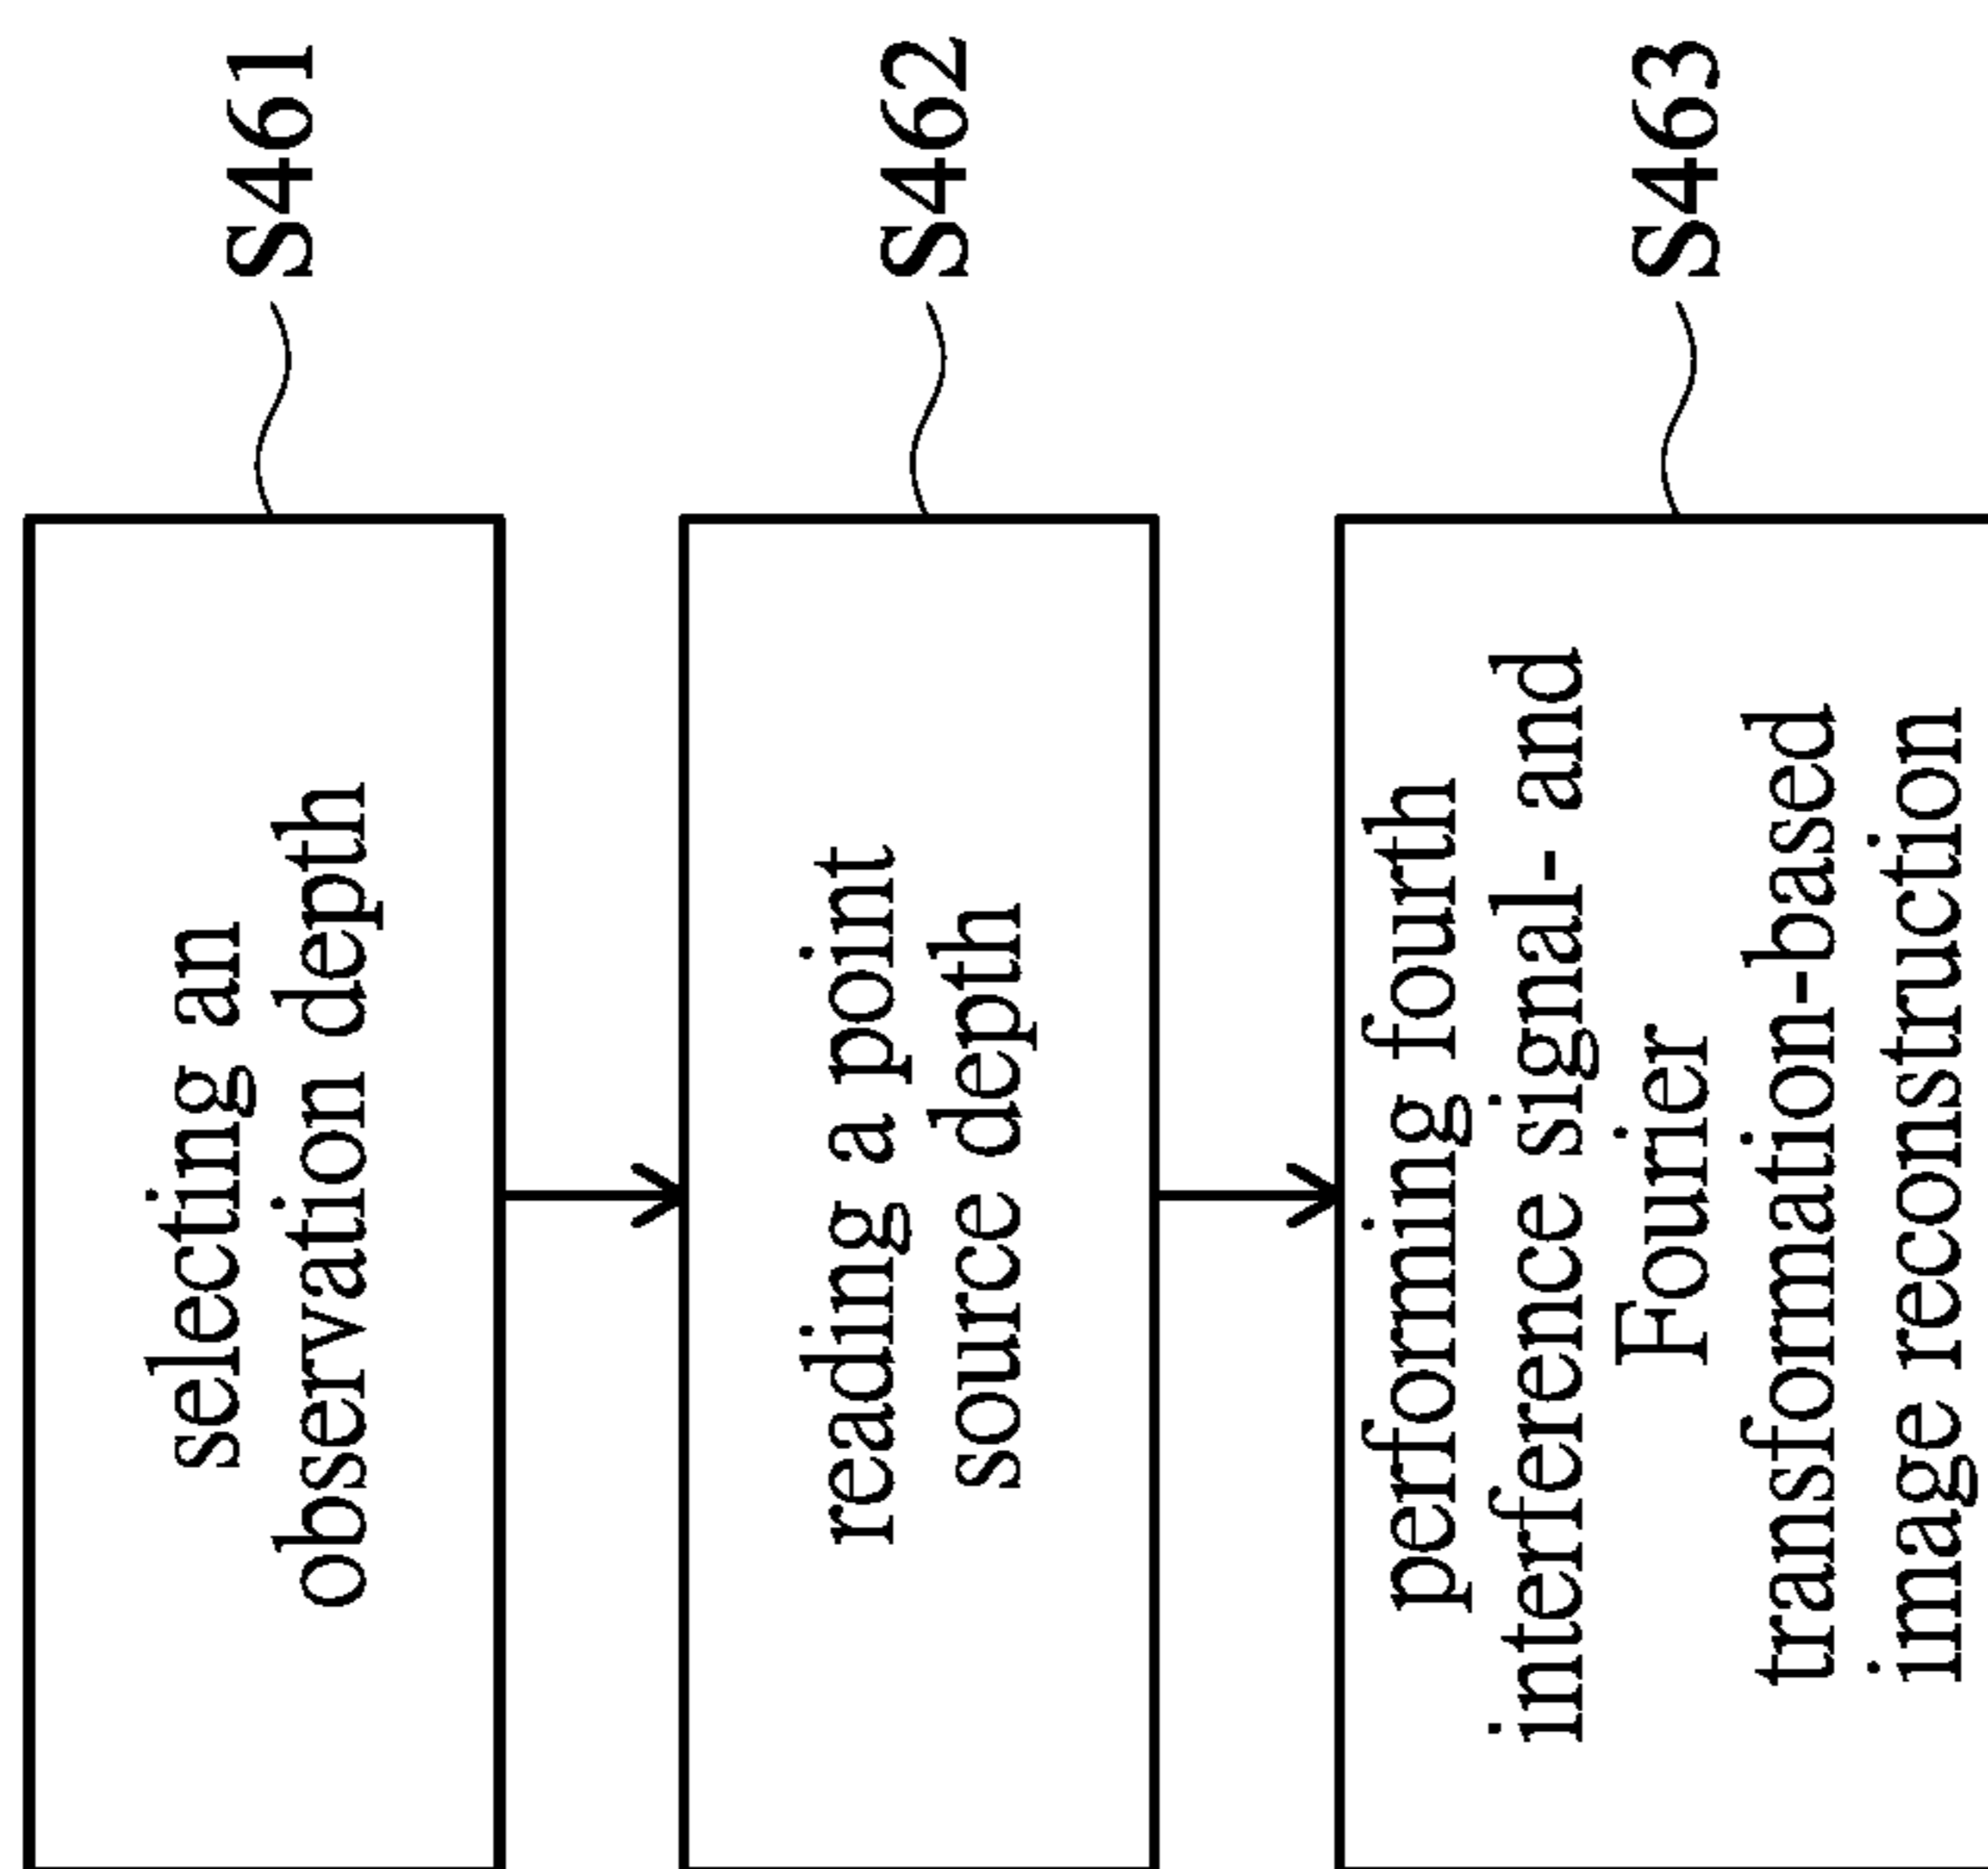 selecting an
observation depth
S461
reading a point
source depth
S462
performing fourth
interference signal- and
Fourier
transformation-based
image reconstruction
S463